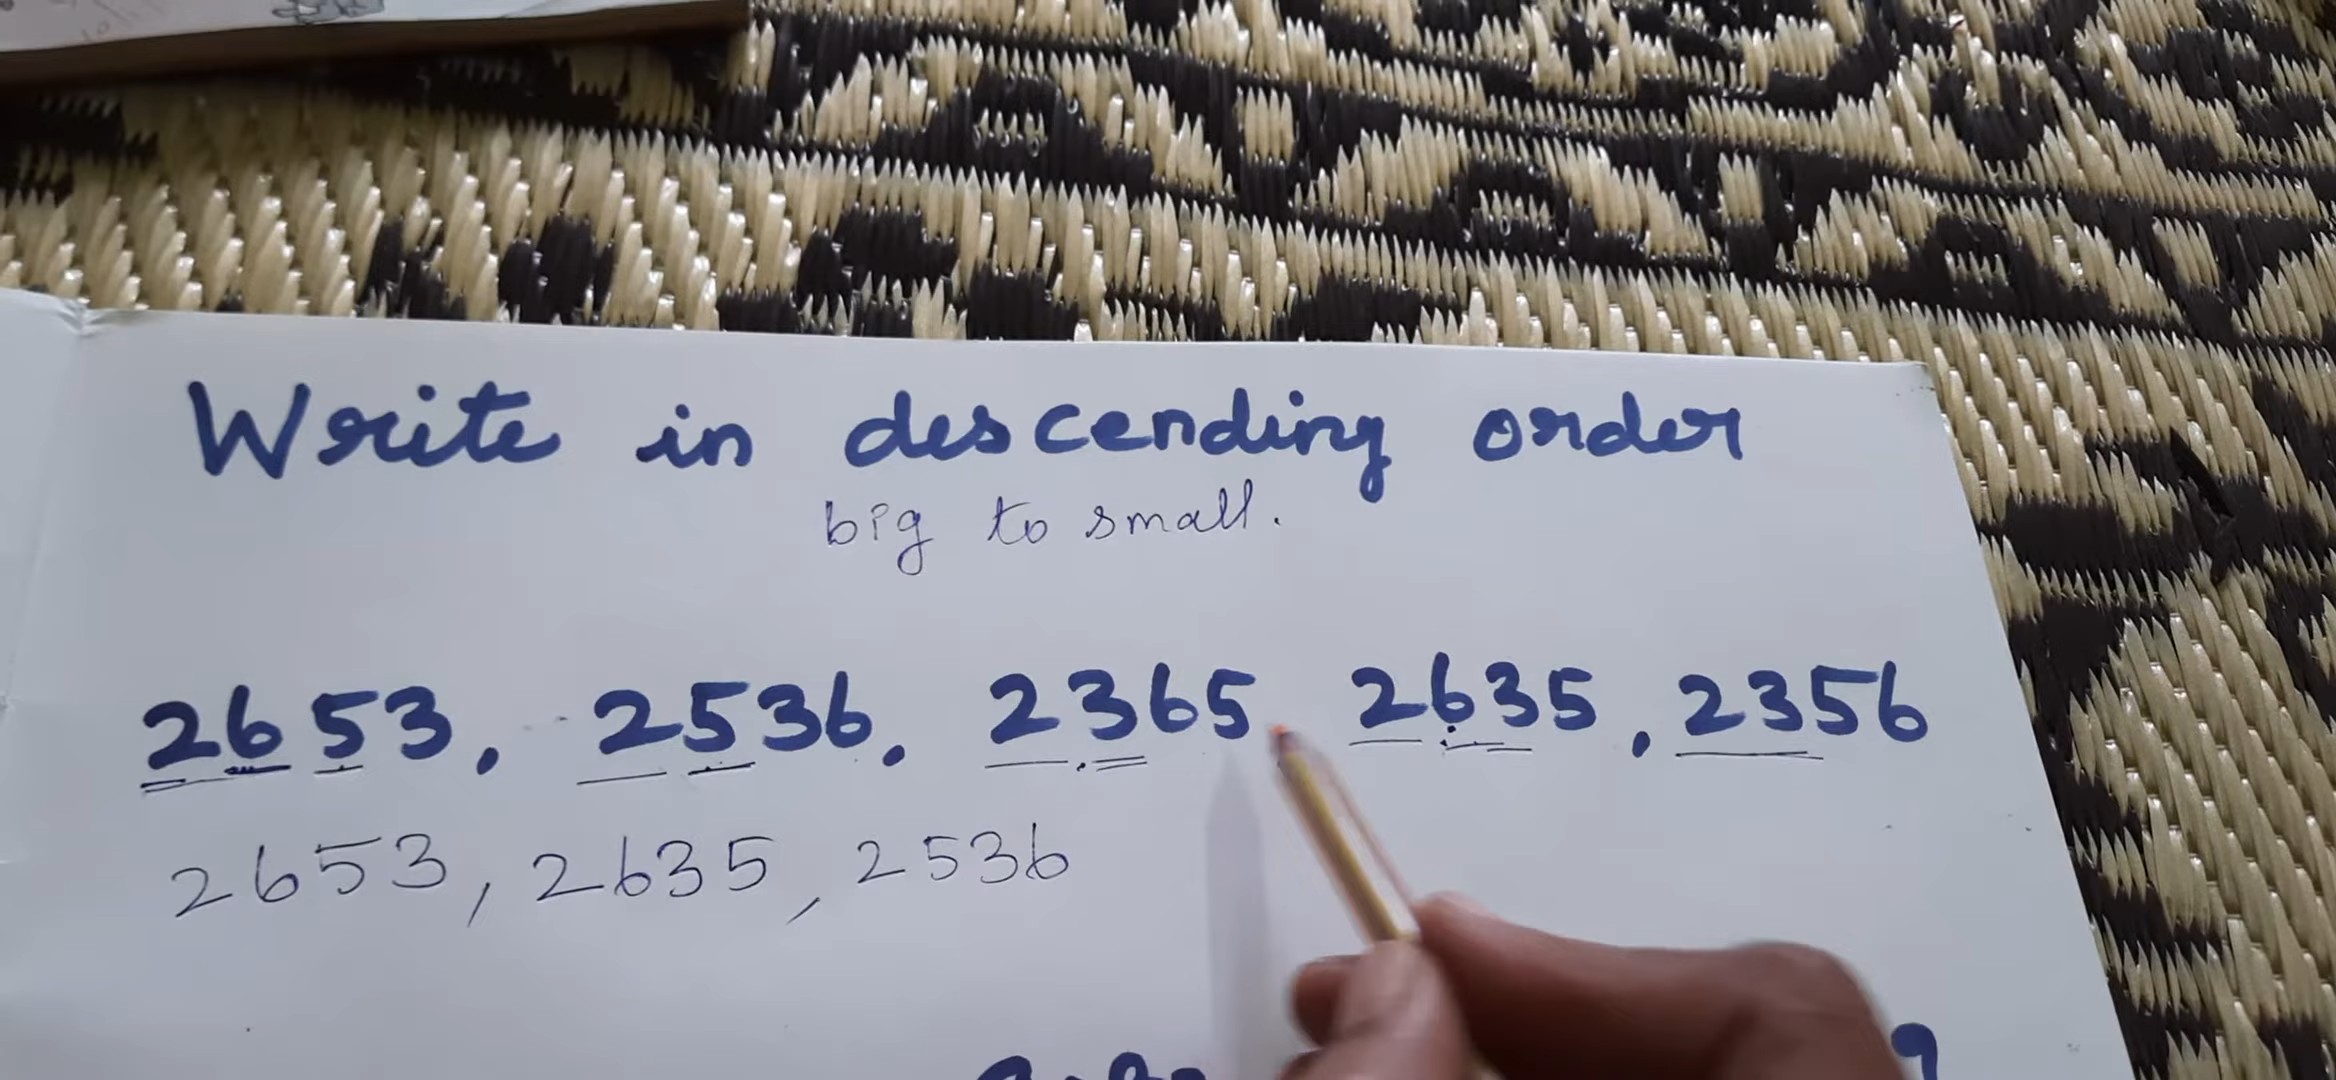 Write in descending order
big to small.
2653, 2536, 2365, 2635, 2356
2653, 2635, 2536